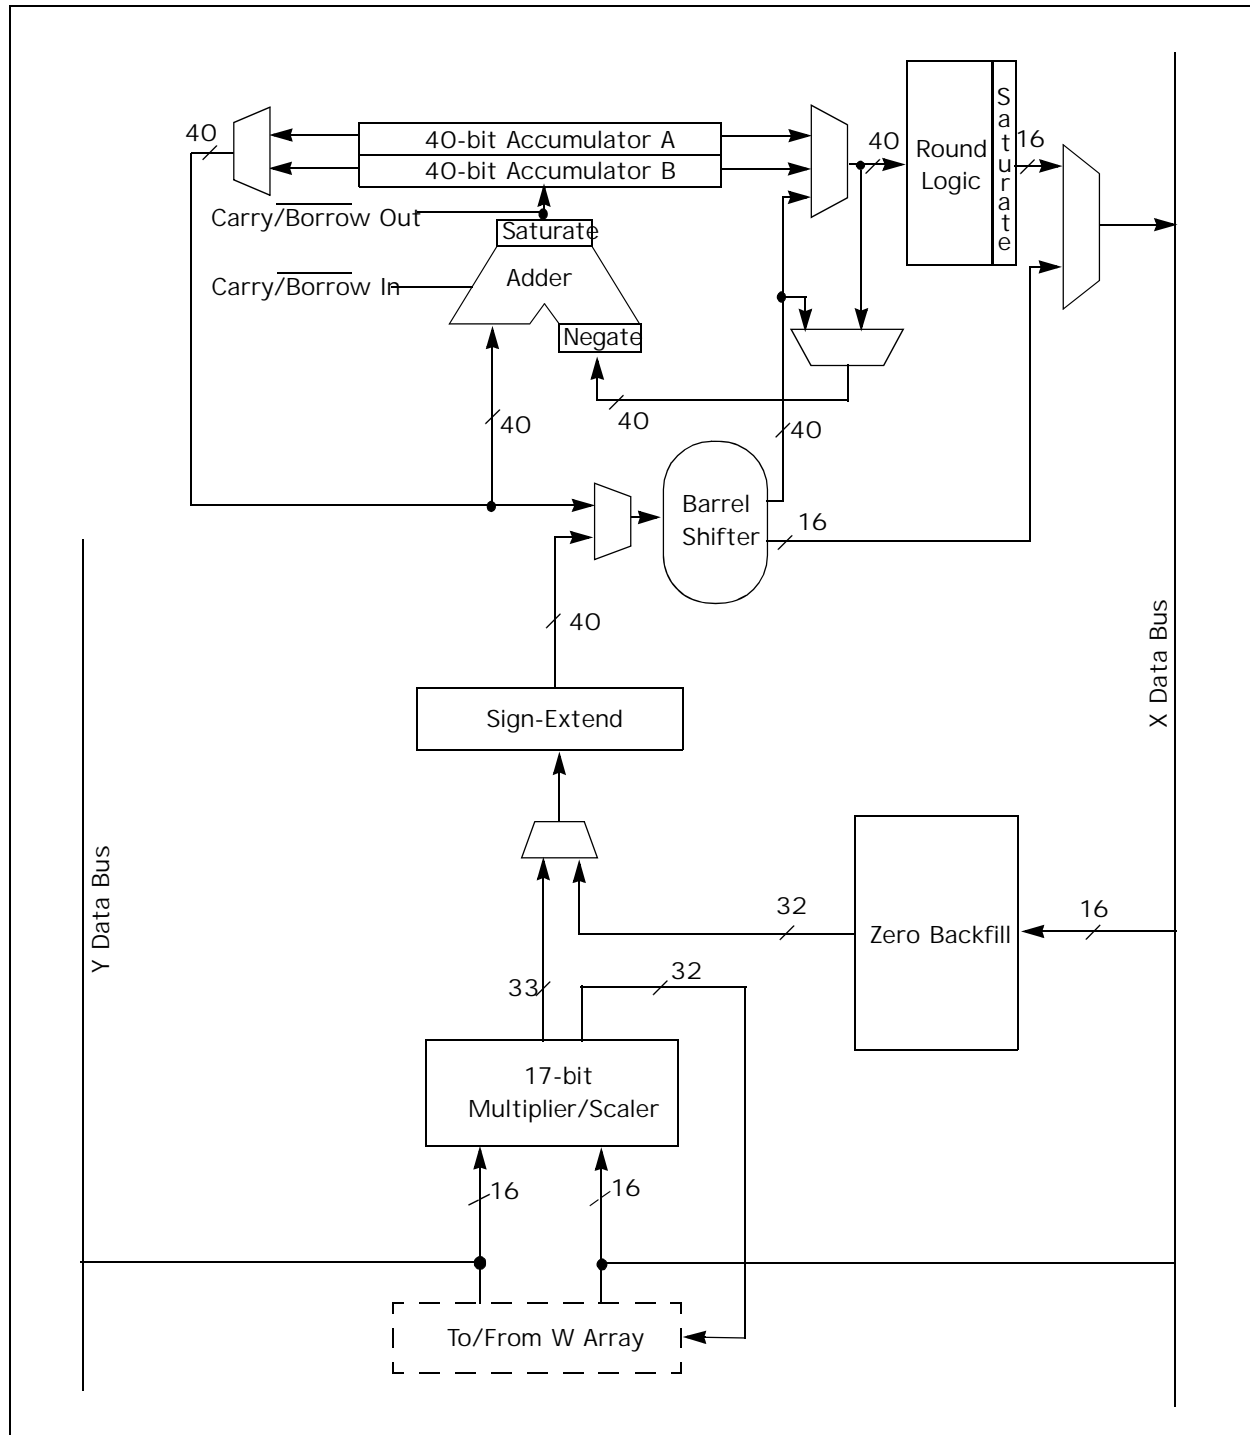 40
40-bit Accumulator A
40-bit Accumulator B
40
Round
Logic
Saturate
16
Carry/Borrow Out
Saturate
Carry/Borrow In
Adder
Negate
40
40
40
Barrel
Shifter
16
40
X Data Bus
Sign-Extend
Y Data Bus
32
Zero Backfill
16
33
32
17-bit
Multiplier/Scaler
16
16
To/From W Array